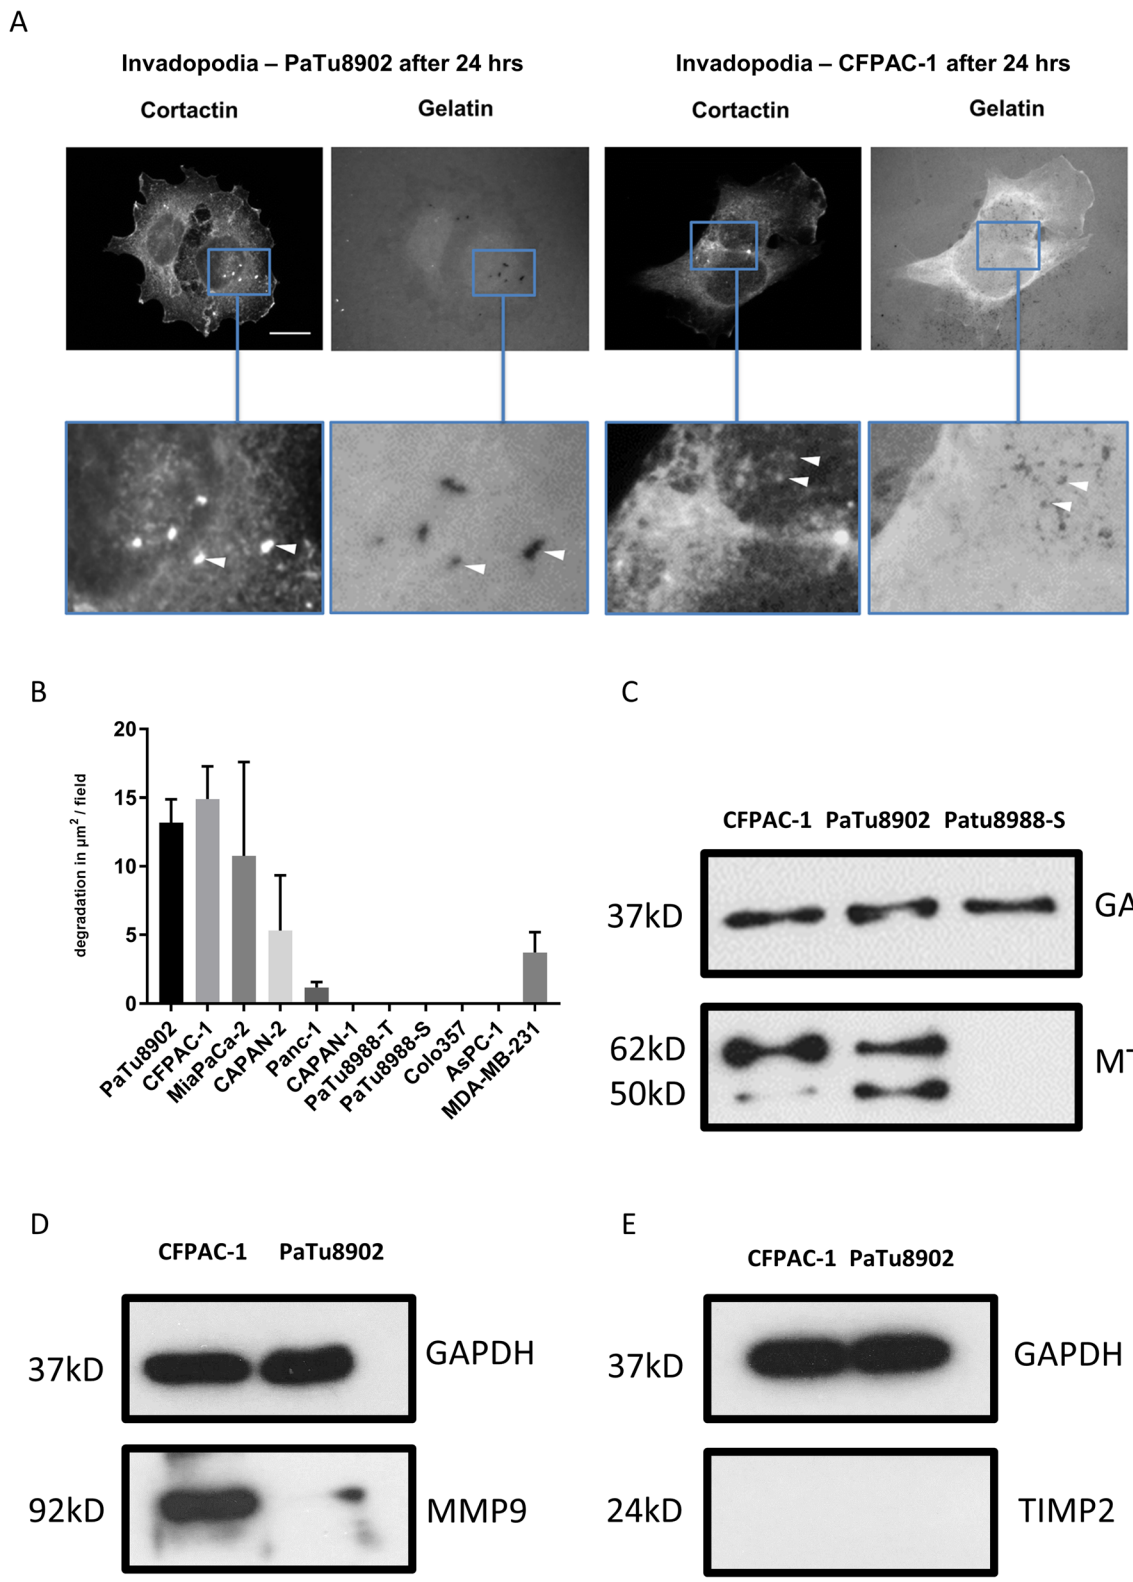 A
Invadopodia – PaTu8902 after 24 hrs
Invadopodia – CFPAC-1 after 24 hrs
Cortactin
Gelatin
Cortactin
Gelatin
B
20
15
10
5
0
degradation in µm² / field
PaTu8902
CFPAC-1
MiaPaCa-2
CAPAN-2
Panc-1
CAPAN-1
PaTu8988-T
PaTu8988-S
Colo357
AsPC-1
MDA-MB-231
C
CFPAC-1 PaTu8902 Patu8988-S
37kD
GA
62kD
50kD
MT
D
CFPAC-1 PaTu8902
37kD
GAPDH
92kD
MMP9
E
CFPAC-1 PaTu8902
37kD
GAPDH
24kD
TIMP2